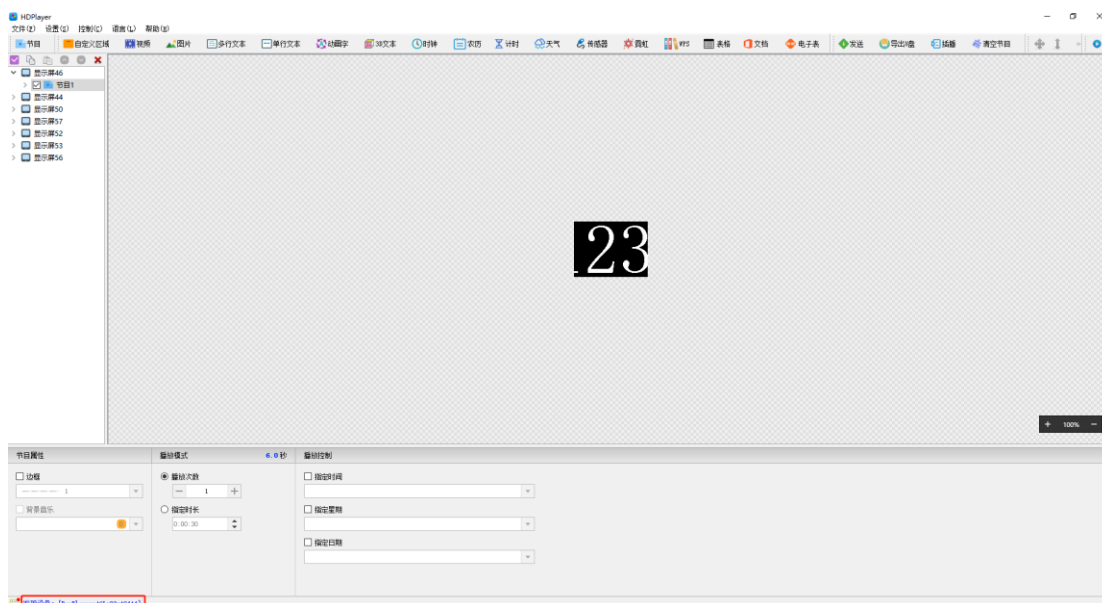 HDPlayer
文件(F) 设置(S) 控制(C) 语言(L) 帮助(H)
节目 自定义区域 视频 图片 多行文本 单行文本 动画字 3D文本 时钟 农历 计时 天气 传感器 霓虹 WPS 表格 文档 电子表 发送 导出U盘 插播 清空节目
显示屏46
节目1
显示屏44
显示屏50
显示屏57
显示屏52
显示屏53
显示屏56
23
+ 100% −
节目属性 播放模式 6.0秒 播放控制
边框 播放次数 指定时间
1 − 1 +
背景音乐 指定时长 指定星期
0:00:30
指定日期